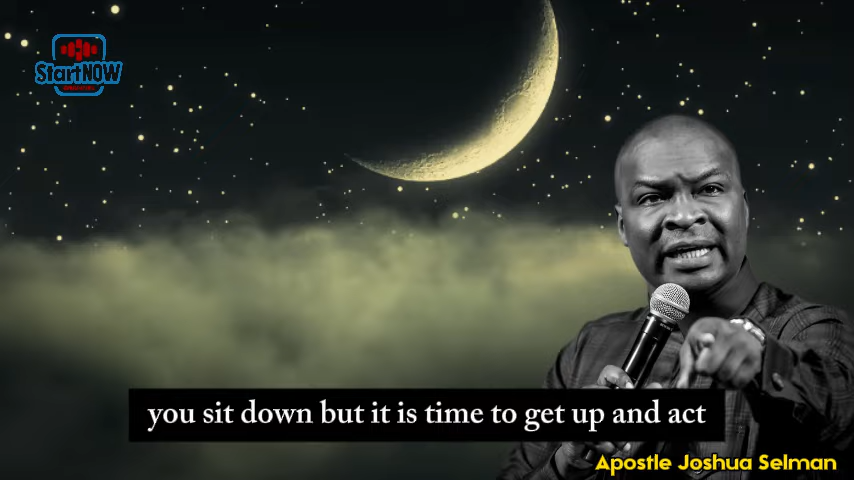 StartNOW
you sit down but it is time to get up and act
Apostle Joshua Selman